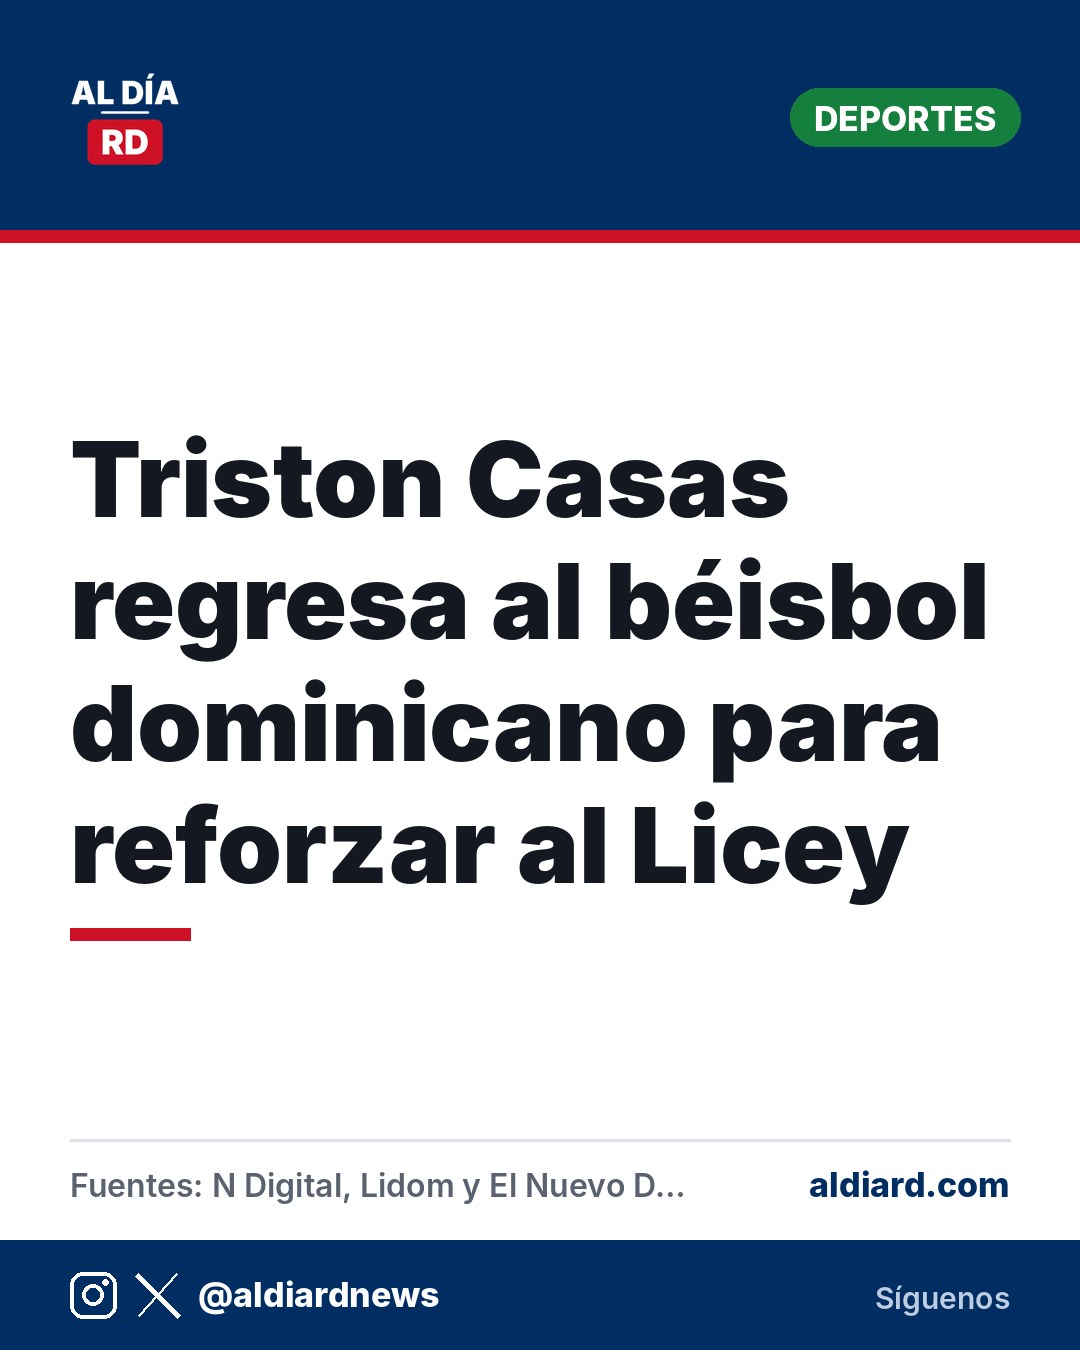 AL DÍA
RD
DEPORTES
Triston Casas
regresa al béisbol
dominicano para
reforzar al Licey
Fuentes: N Digital, Lidom y El Nuevo D...
aldiard.com
@aldiardnews
Síguenos